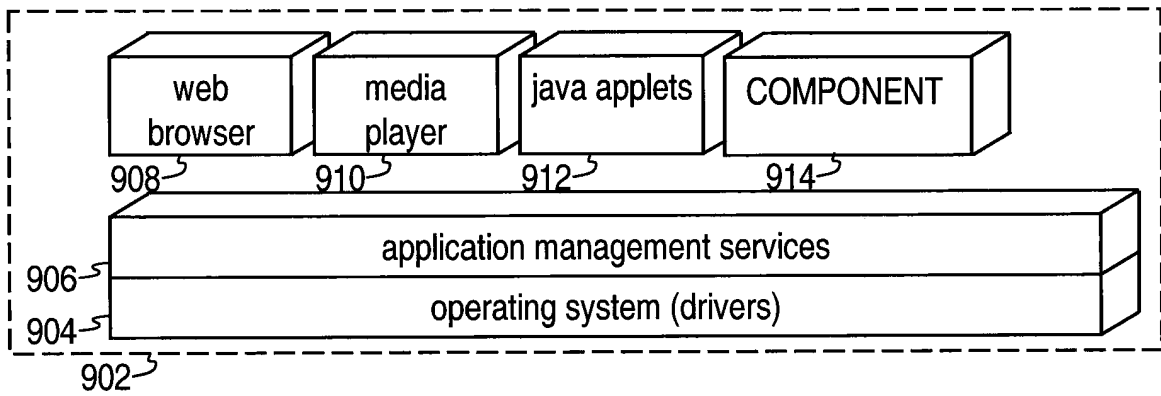 web
browser
media
player
java applets
COMPONENT
908
910
912
914
application management services
906
operating system (drivers)
904
902